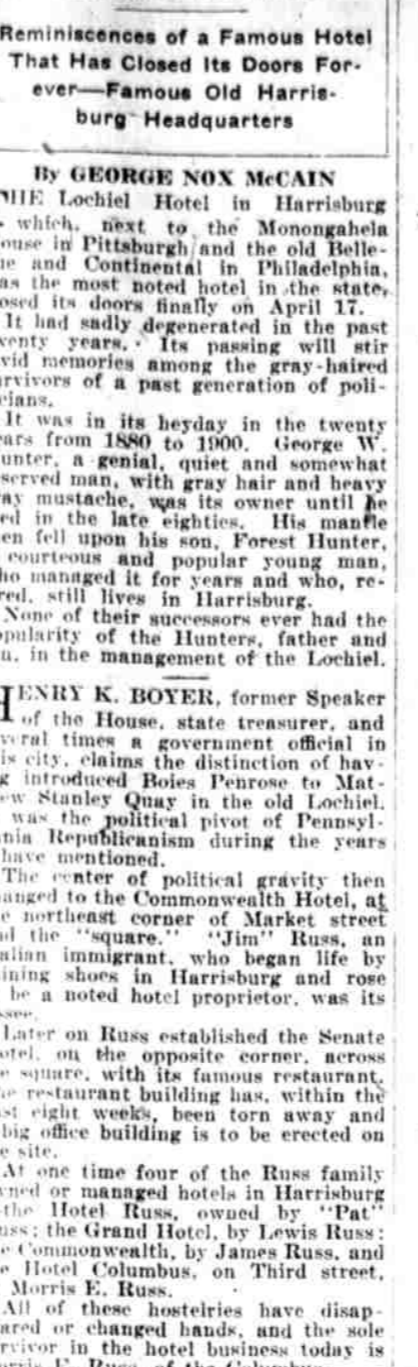 Reminiscences of a Famous Hotel
That Has Closed Its Doors For-
ever—Famous Old Harris-
burg Headquarters
By GEORGE NOX McCAIN
THE Lochiel Hotel in Harrisburg
which, next to the Monongahela
ouse in Pittsburgh and the old Belle-
ue and Continental in Philadelphia,
as the most noted hotel in the state,
osed its doors finally on April 17.
It had sadly degenerated in the past
venty years. Its passing will stir
vid memories among the gray-haired
urvivors of a past generation of poli-
cians.
It was in its heyday in the twenty
ears from 1880 to 1900. George W.
unter, a genial, quiet and somewhat
served man, with gray hair and heavy
ay mustache, was its owner until he
ed in the late eighties. His mantle
en fell upon his son, Forest Hunter,
courteous and popular young man,
ho managed it for years and who, re-
red, still lives in Harrisburg.
None of their successors ever had the
opularity of the Hunters, father and
n, in the management of the Lochiel.
HENRY K. BOYER, former Speaker
of the House, state treasurer, and
veral times a government official in
is city, claims the distinction of hav-
g introduced Boies Penrose to Mat-
ew Stanley Quay in the old Lochiel.
was the political pivot of Pennsyl-
nia Republicanism during the years
have mentioned.
The center of political gravity then
anged to the Commonwealth Hotel, at
e northeast corner of Market street
d the "square." "Jim" Russ, an
alian immigrant, who began life by
ining shoes in Harrisburg and rose
be a noted hotel proprietor, was its
ssee.
Later on Russ established the Senate
otel, on the opposite corner, across
e square, with its famous restaurant.
he restaurant building has, within the
st eight weeks, been torn away and
big office building is to be erected on
e site.
At one time four of the Russ family
wned or managed hotels in Harrisburg
the Hotel Russ, owned by "Pat"
uss; the Grand Hotel, by Lewis Russ;
e Commonwealth, by James Russ, and
e Hotel Columbus, on Third street,
Morris E. Russ.
All of these hostelries have disap-
ared or changed hands, and the sole
rvivor in the hotel business today is
orris E. Russ, of the Columbus.